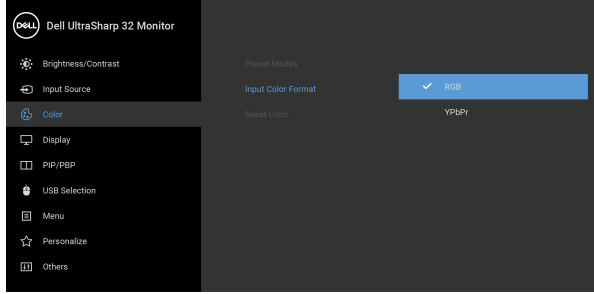 DELL Dell UltraSharp 32 Monitor
Brightness/Contrast
Input Source
Color
Display
PIP/PBP
USB Selection
Menu
Personalize
Others
Preset Modes
Input Color Format
Reset Color
RGB
YPbPr